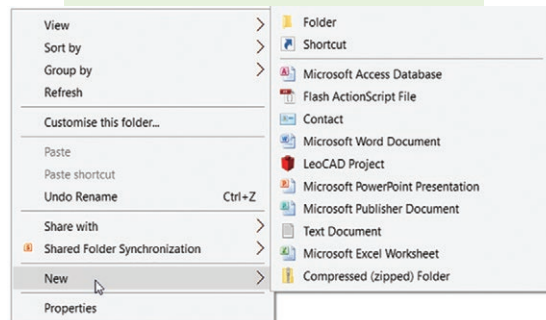 View
Sort by
Group by
Refresh
Customise this folder...
Paste
Paste shortcut
Undo Rename Ctrl+Z
Share with
Shared Folder Synchronization
New
Properties
Folder
Shortcut
Microsoft Access Database
Flash ActionScript File
Contact
Microsoft Word Document
LeoCAD Project
Microsoft PowerPoint Presentation
Microsoft Publisher Document
Text Document
Microsoft Excel Worksheet
Compressed (zipped) Folder